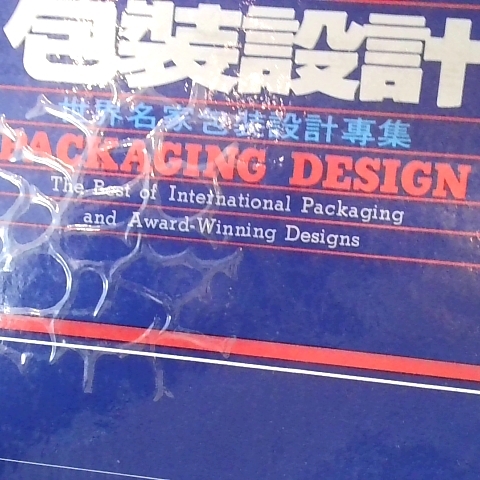 包裝設計
世界名家包裝設計專集
PACKAGING DESIGN
The Best of International Packaging
and Award-Winning Designs